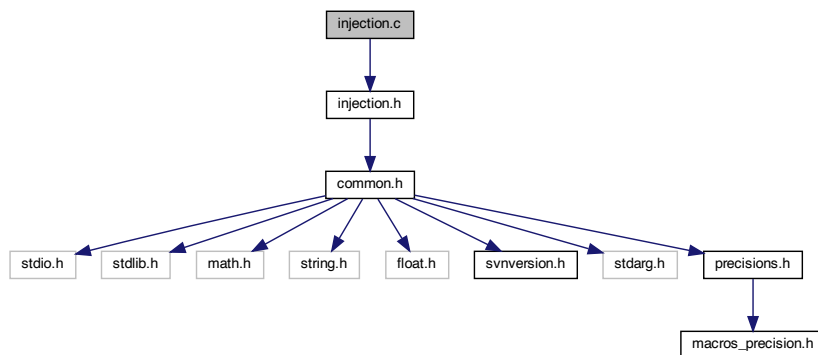 injection.c
injection.h
common.h
stdio.h
stdlib.h
math.h
string.h
float.h
svnversion.h
stdarg.h
precisions.h
macros_precision.h